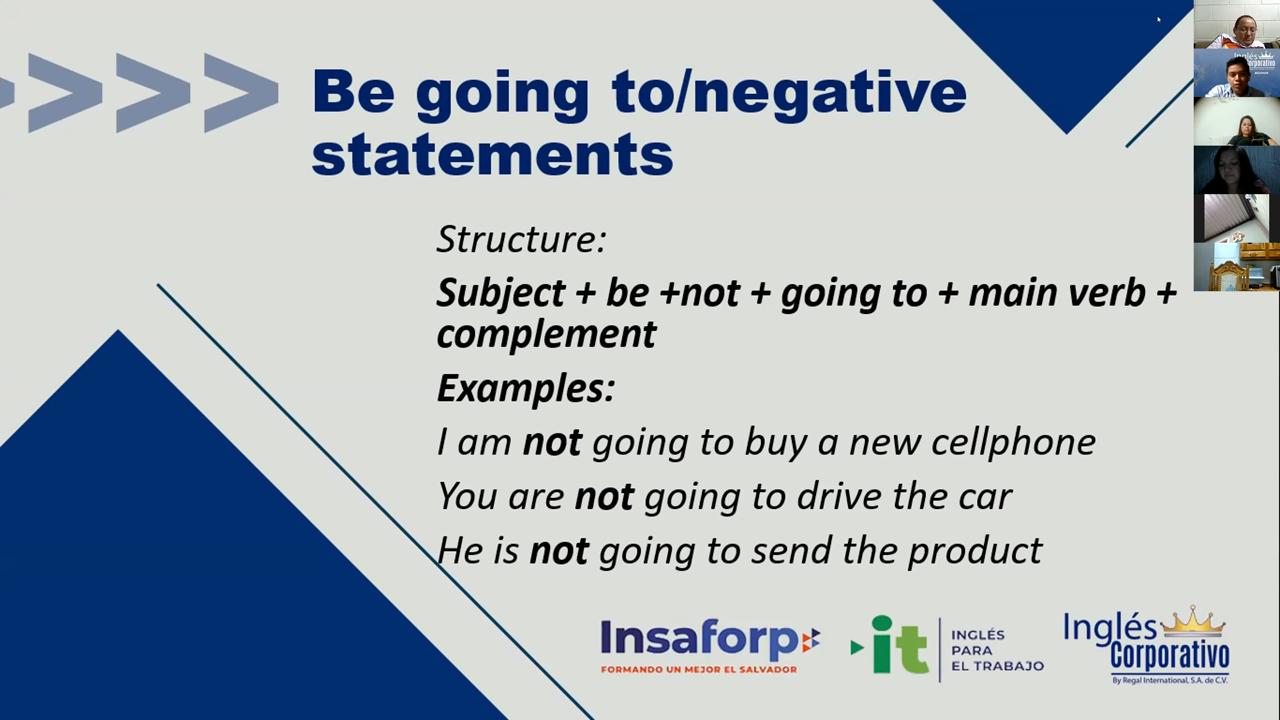 Be going to/negative
statements
Structure:
Subject + be +not + going to + main verb +
complement
Examples:
I am not going to buy a new cellphone
You are not going to drive the car
He is not going to send the product
Insaforp
FORMANDO UN MEJOR EL SALVADOR
it
INGLÉS
PARA
EL TRABAJO
Inglés
Corporativo
By Regal International, S.A. de C.V.